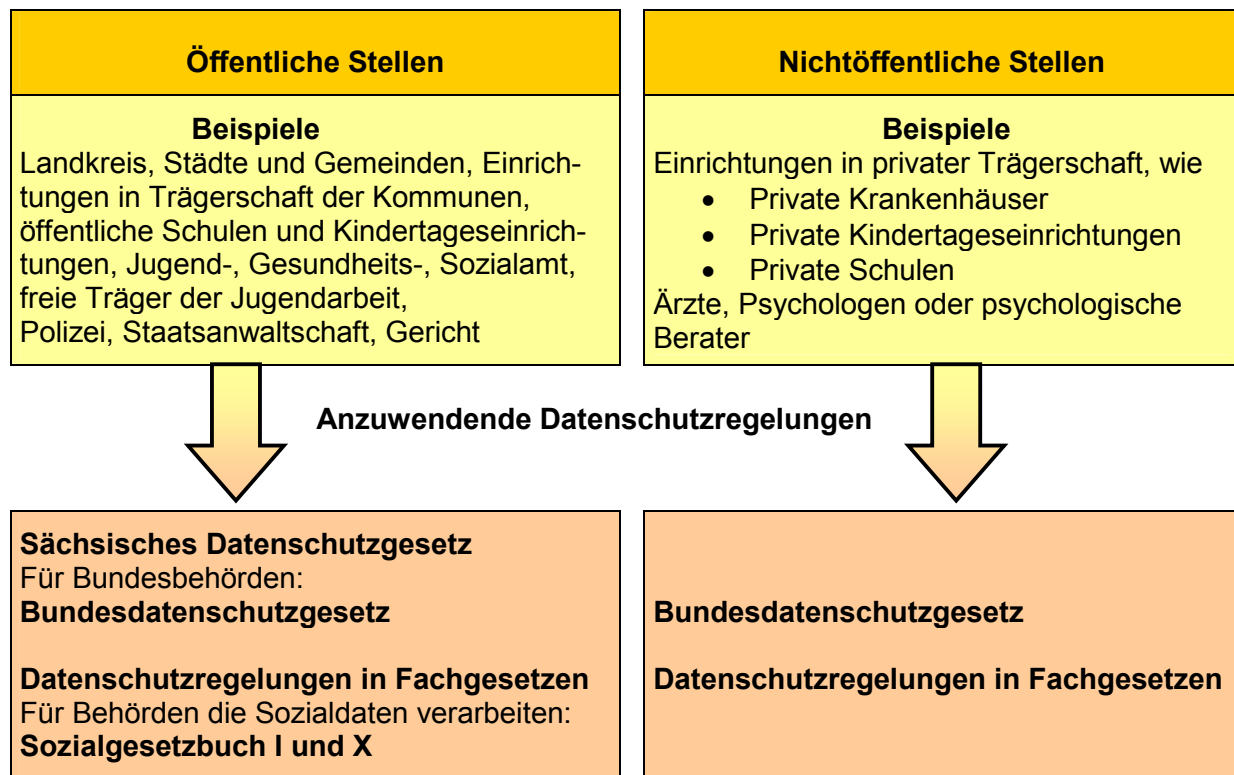 Öffentliche Stellen
Beispiele
Landkreis, Städte und Gemeinden, Einrich-
tungen in Trägerschaft der Kommunen,
öffentliche Schulen und Kindertageseinrich-
tungen, Jugend-, Gesundheits-, Sozialamt,
freie Träger der Jugendarbeit,
Polizei, Staatsanwaltschaft, Gericht
Nichtöffentliche Stellen
Beispiele
Einrichtungen in privater Trägerschaft, wie
• Private Krankenhäuser
• Private Kindertageseinrichtungen
• Private Schulen
Ärzte, Psychologen oder psychologische
Berater
Anzuwendende Datenschutzregelungen
Sächsisches Datenschutzgesetz
Für Bundesbehörden:
Bundesdatenschutzgesetz
Datenschutzregelungen in Fachgesetzen
Für Behörden die Sozialdaten verarbeiten:
Sozialgesetzbuch I und X
Bundesdatenschutzgesetz
Datenschutzregelungen in Fachgesetzen